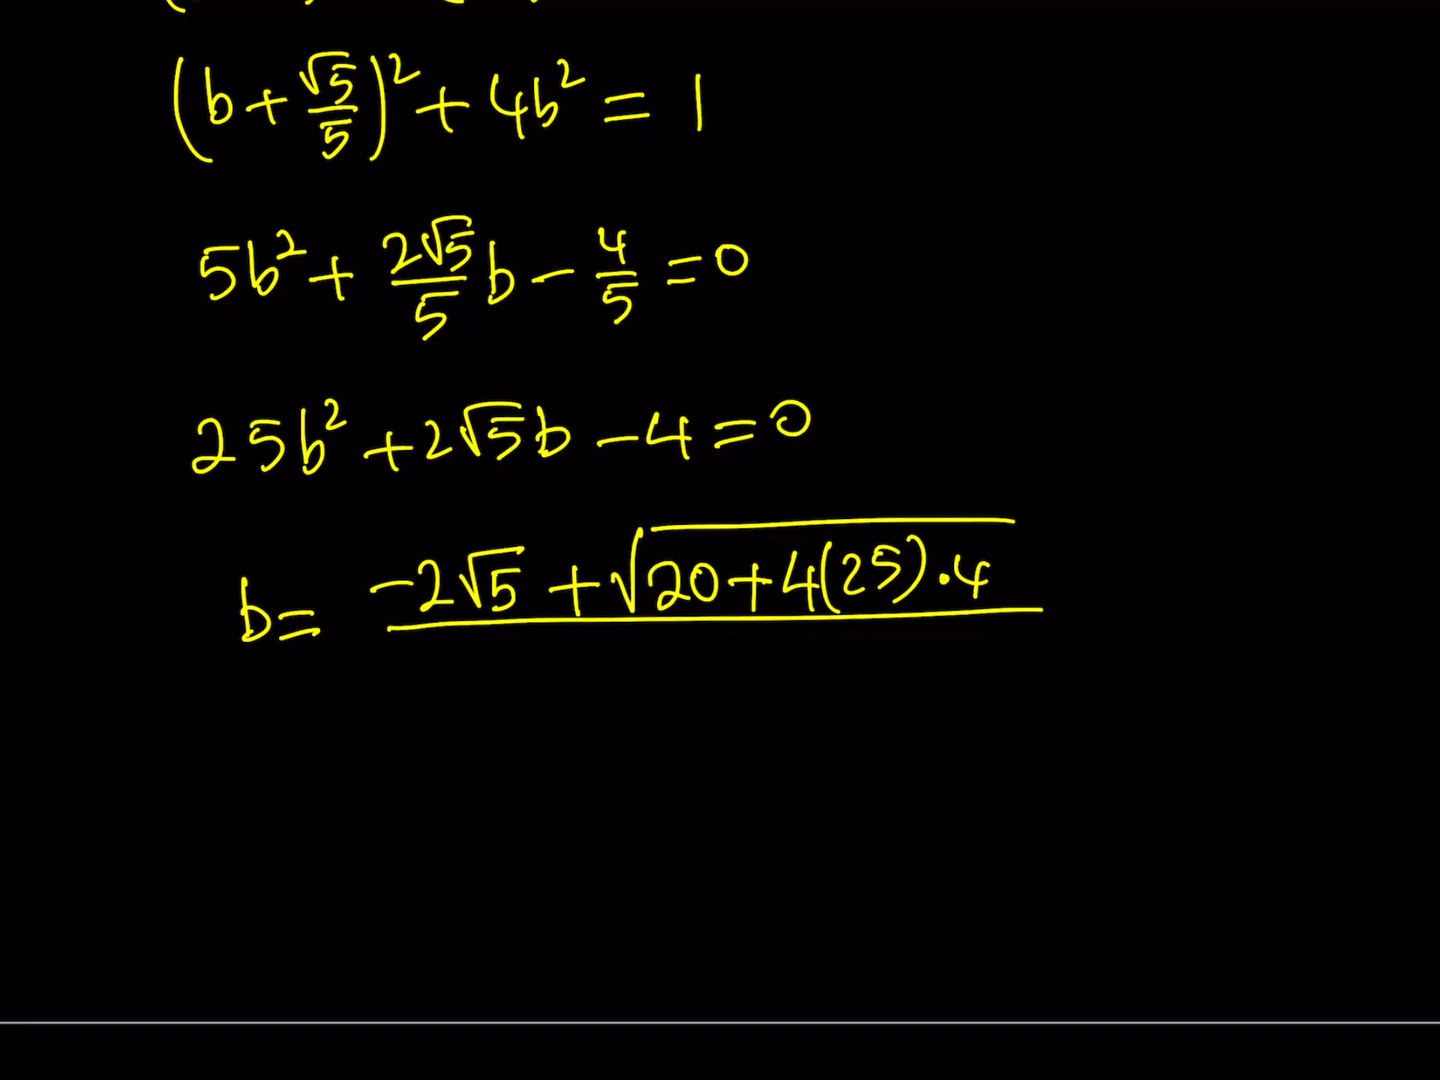 (b + √5/5)² + 4b² = 1
5b² + 2√5/5 b - 4/5 = 0
25b² + 2√5b - 4 = 0
b = -2√5 + √20+4(25)·4